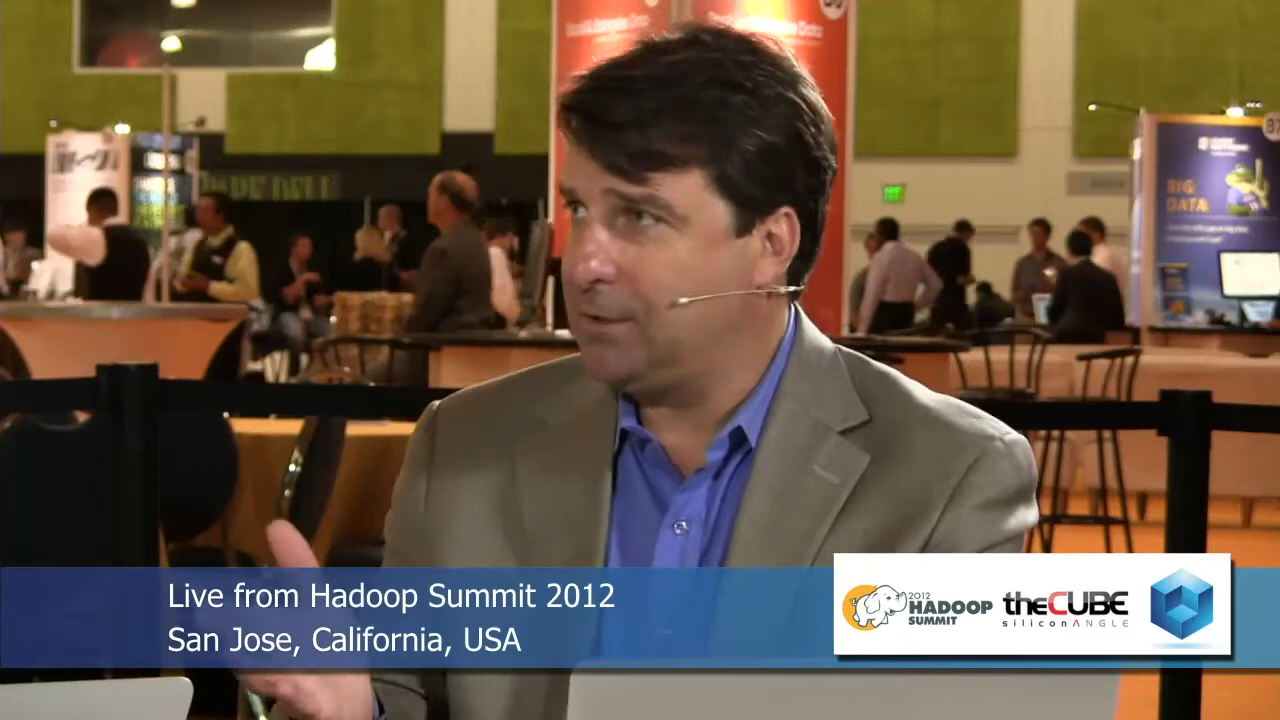 BIG
DATA
Live from Hadoop Summit 2012
San Jose, California, USA
2012
HADOOP
SUMMIT
theCUBE
siliconANGLE